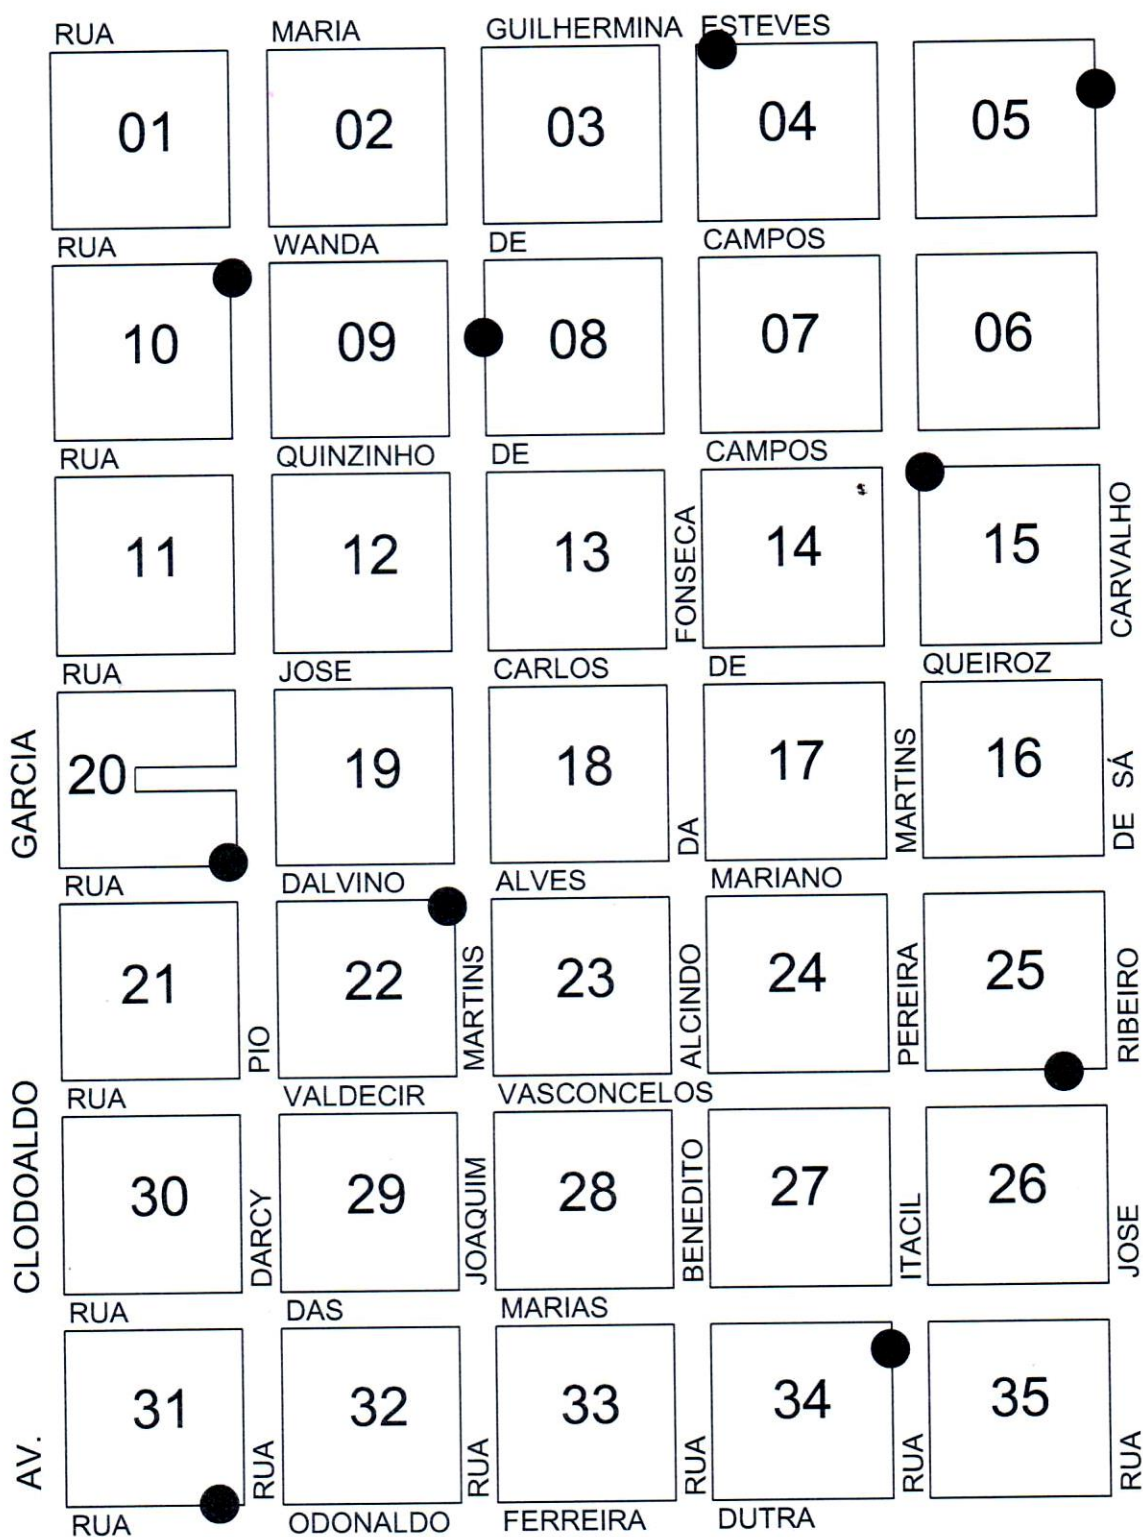 RUA MARIA GUILHERMINA ESTEVES
01 02 03 04 05
RUA WANDA DE CAMPOS
10 09 08 07 06
RUA QUINZINHO DE CAMPOS
11 12 13 14 15
RUA JOSE CARLOS DE QUEIROZ
20 19 18 17 16
RUA DALVINO ALVES MARIANO
21 22 23 24 25
RUA VALDECIR VASCONCELOS
30 29 28 27 26
RUA DAS MARIAS
31 32 33 34 35
RUA ODONALDO FERREIRA DUTRA
AV. CLODOALDO GARCIA
RUA DARCY PIO
RUA JOAQUIM MARTINS
RUA BENEDITO ALCINDO DA FONSECA
RUA ITACIL PEREIRA MARTINS
RUA JOSE RIBEIRO DE SÁ CARVALHO